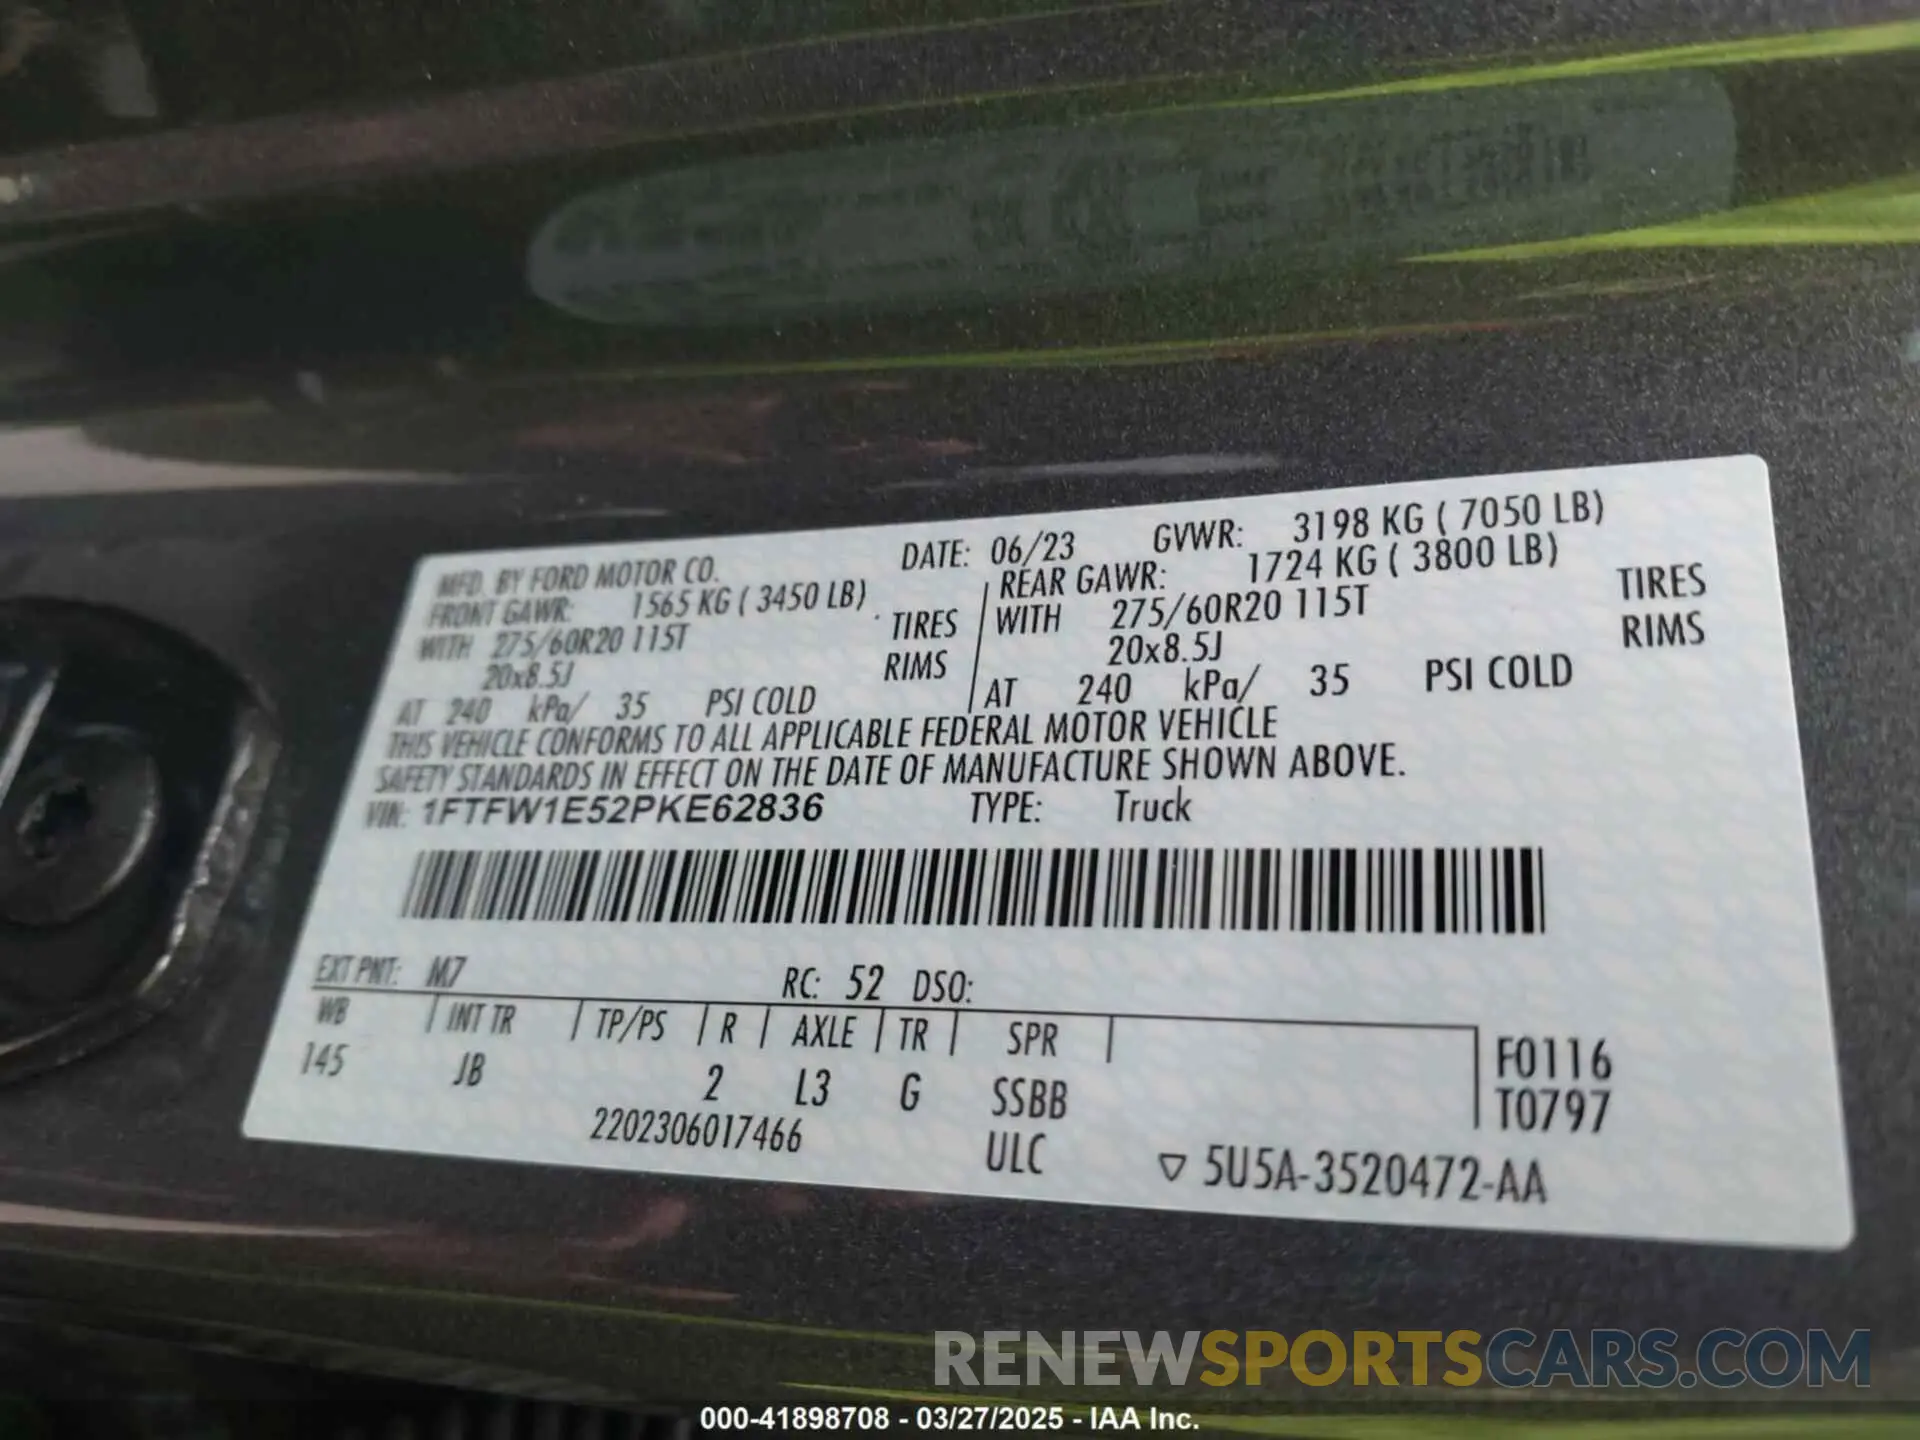 MFD. BY FORD MOTOR CO. DATE: 06/23 GVWR: 3198 KG ( 7050 LB)
FRONT GAWR: 1565 KG ( 3450 LB) REAR GAWR: 1724 KG ( 3800 LB)
WITH 275/60R20 115T TIRES WITH 275/60R20 115T TIRES
20x8.5J RIMS 20x8.5J RIMS
AT 240 kPa/ 35 PSI COLD AT 240 kPa/ 35 PSI COLD
THIS VEHICLE CONFORMS TO ALL APPLICABLE FEDERAL MOTOR VEHICLE
SAFETY STANDARDS IN EFFECT ON THE DATE OF MANUFACTURE SHOWN ABOVE.
VIN: 1FTFW1E52PKE62836 TYPE: Truck
EXT PNT: M7 RC: 52 DSO:
WB INT TR TP/PS R AXLE TR SPR F0116
145 JB 2 L3 G SSBB T0797
2202306017466 ULC 5U5A-3520472-AA
RENEWSPORTSCARS.COM
000-41898708 - 03/27/2025 - IAA Inc.